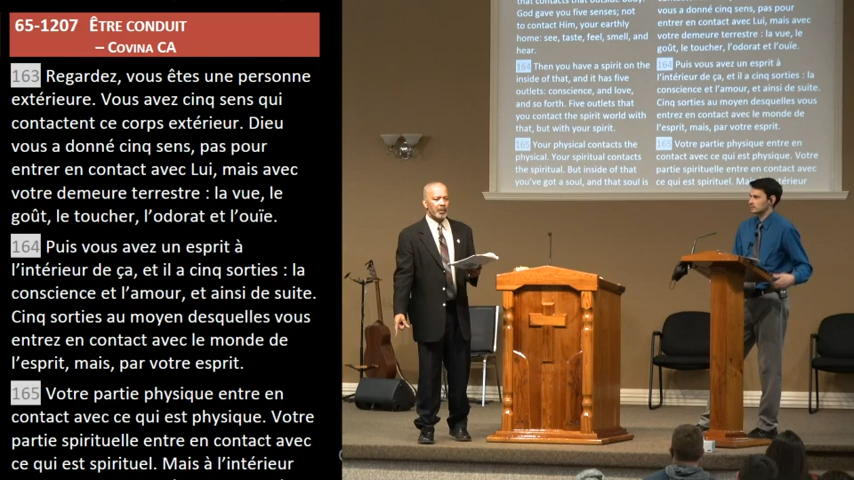 65-1207 ÊTRE CONDUIT
– COVINA CA
163 Regardez, vous êtes une personne
extérieure. Vous avez cinq sens qui
contactent ce corps extérieur. Dieu
vous a donné cinq sens, pas pour
entrer en contact avec Lui, mais avec
votre demeure terrestre : la vue, le
goût, le toucher, l’odorat et l’ouïe.
164 Puis vous avez un esprit à
l’intérieur de ça, et il a cinq sorties : la
conscience et l’amour, et ainsi de suite.
Cinq sorties au moyen desquelles vous
entrez en contact avec le monde de
l’esprit, mais, par votre esprit.
165 Votre partie physique entre en
contact avec ce qui est physique. Votre
partie spirituelle entre en contact avec
ce qui est spirituel. Mais à l’intérieur
God gave you five senses; not
to contact Him, your earthly
home: see, taste, feel, smell, and
hear.
164 Then you have a spirit on the
inside of that, and it has five
outlets: conscience, and love,
and so forth. Five outlets that
you contact the spirit world with
that, but with your spirit.
165 Your physical contacts the
physical. Your spiritual contacts
the spiritual. But inside of that
you’ve got a soul, and that soul is
vous a donné cinq sens, pas pour
entrer en contact avec Lui, mais avec
votre demeure terrestre : la vue, le
goût, le toucher, l’odorat et l’ouïe.
164 Puis vous avez un esprit à
l’intérieur de ça, et il a cinq sorties : la
conscience et l’amour, et ainsi de suite.
Cinq sorties au moyen desquelles vous
entrez en contact avec le monde de
l’esprit, mais, par votre esprit.
165 Votre partie physique entre en
contact avec ce qui est physique. Votre
partie spirituelle entre en contact avec
ce qui est spirituel. Mais à l’intérieur